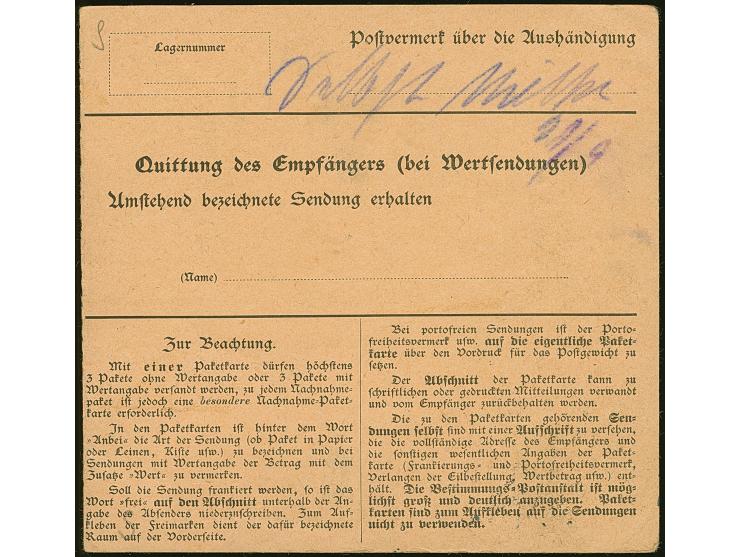 Lagernummer
Postvermerk über die Aushändigung
Selbst
Quittung des Empfängers (bei Wertsendungen)
Umstehend bezeichnete Sendung erhalten
(Name)
Zur Beachtung.
Mit einer Paketkarte dürfen höchstens
3 Pakete ohne Wertangabe oder 3 Pakete mit
Wertangabe versandt werden, zu jedem Nachnahme-
paket ist jedoch eine besondere Nachnahme-Paket-
karte erforderlich.
In den Paketkarten ist hinter dem Wort
»Anbei« die Art der Sendung (ob Paket in Papier
oder Leinen, Kiste usw.) zu bezeichnen und bei
Sendungen mit Wertangabe der Betrag mit dem
Zusatze »Wert« zu vermerken.
Soll die Sendung frankiert werden, so ist das
Wort »frei« auf den Abschnitt unterhalb der An-
gabe des Absenders niederzuschreiben. Zum Auf-
kleben der Freimarken dient der dafür bezeichnete
Raum auf der Vorderseite.
Bei portofreien Sendungen ist der Porto-
freiheitsvermerk usw. auf die eigentliche Paket-
karte über den Vordruck für das Postgewicht zu
setzen.
Der Abschnitt der Paketkarte kann zu
schriftlichen oder gedruckten Mitteilungen verwandt
und vom Empfänger zurückbehalten werden.
Die zu den Paketkarten gehörenden Sen-
dungen selbst sind mit einer Aufschrift zu versehen,
die die vollständige Adresse des Empfängers und
die sonstigen wesentlichen Angaben der Paket-
karte (Frankierungs- und Portofreiheitsvermerk,
Verlangen der Eilbestellung, Wertbetrag usw.) ent-
hält. Die Bestimmungs-Postanstalt ist mög-
lichst groß und deutlich anzugeben. Paket-
karten sind zum Aufkleben auf die Sendungen
nicht zu verwenden.